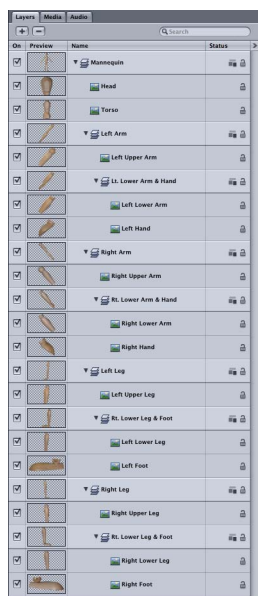 Layers Media Audio
Search
On Preview Name Status
Mannequin
Head
Torso
Left Arm
Left Upper Arm
Lt. Lower Arm & Hand
Left Lower Arm
Left Hand
Right Arm
Right Upper Arm
Rt. Lower Arm & Hand
Right Lower Arm
Right Hand
Left Leg
Left Upper Leg
Rt. Lower Leg & Foot
Left Lower Leg
Left Foot
Right Leg
Right Upper Leg
Rt. Lower Leg & Foot
Right Lower Leg
Right Foot